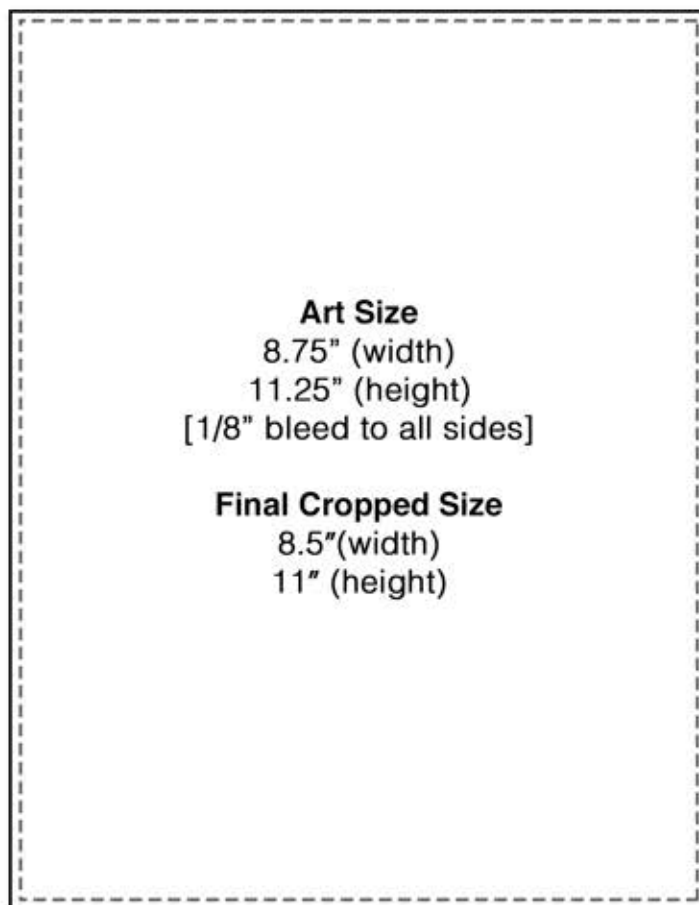 Art Size
8.75” (width)
11.25” (height)
[1/8” bleed to all sides]
Final Cropped Size
8.5″(width)
11″ (height)